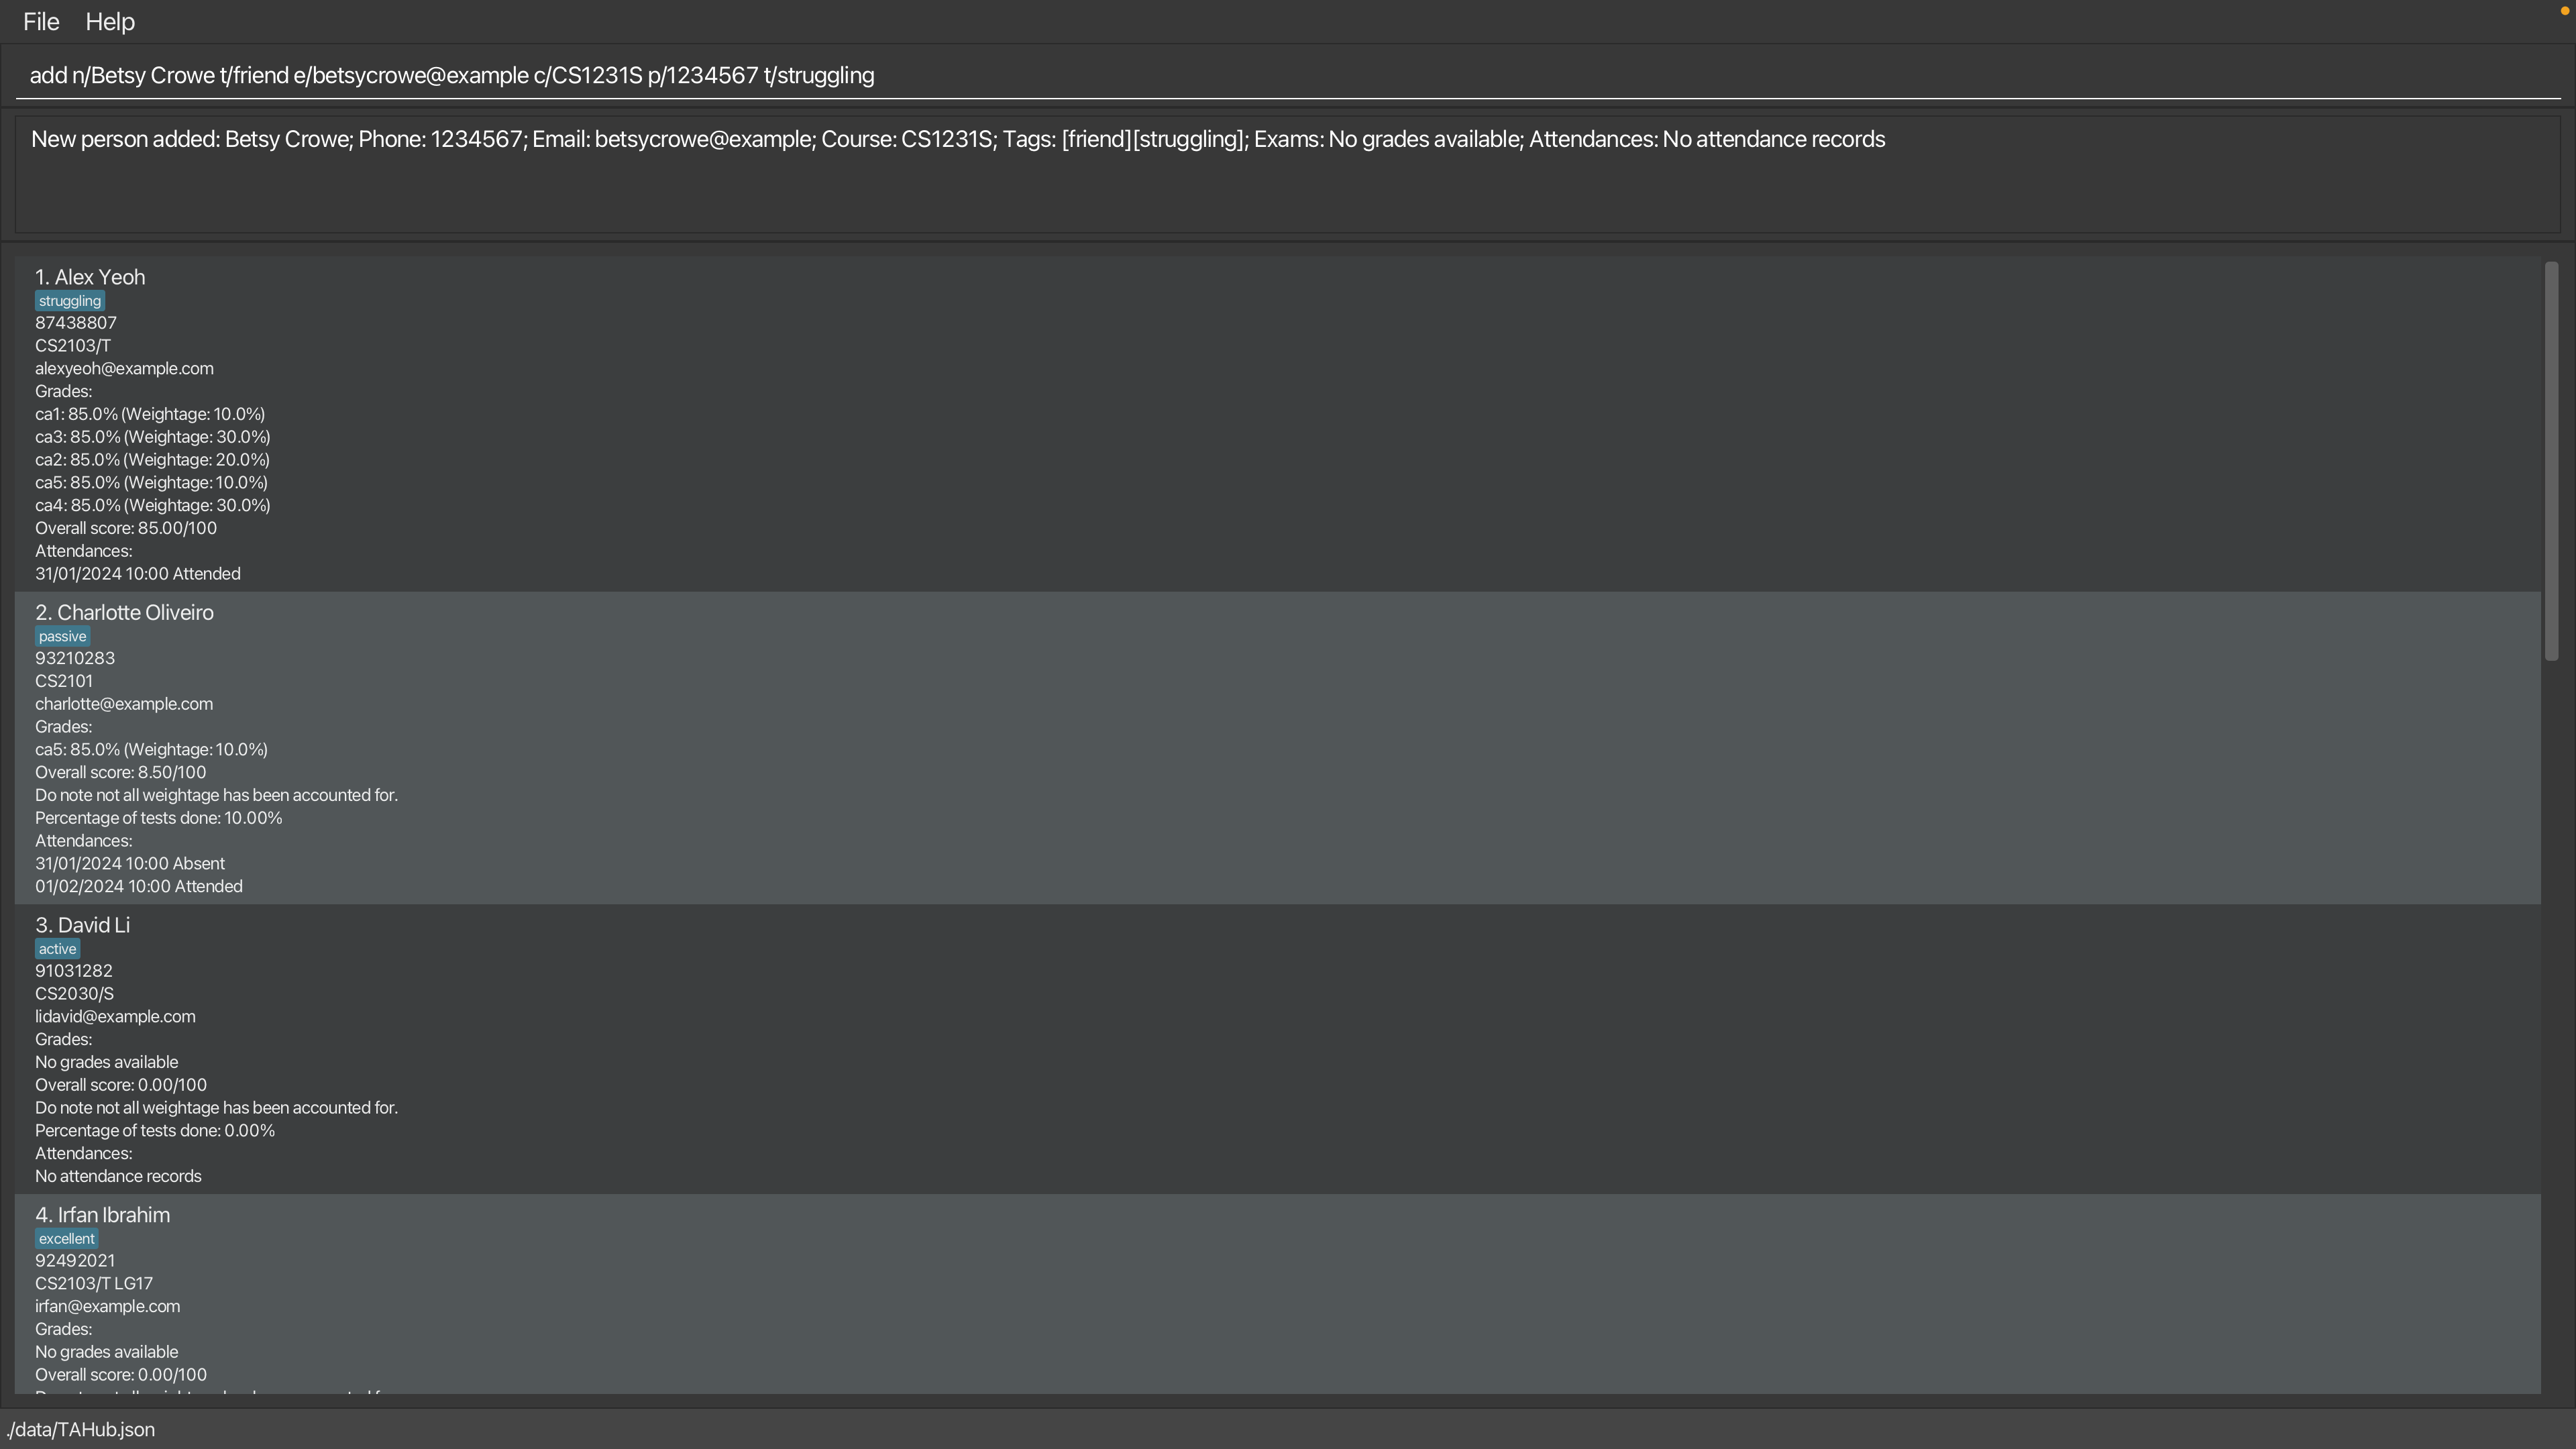 File Help
add n/Betsy Crowe t/friend e/betsycrowe@example c/CS1231S p/1234567 t/struggling
New person added: Betsy Crowe; Phone: 1234567; Email: betsycrowe@example; Course: CS1231S; Tags: [friend][struggling]; Exams: No grades available; Attendances: No attendance records
1. Alex Yeoh
struggling
87438807
CS2103/T
alexyeoh@example.com
Grades:
ca1: 85.0% (Weightage: 10.0%)
ca3: 85.0% (Weightage: 30.0%)
ca2: 85.0% (Weightage: 20.0%)
ca5: 85.0% (Weightage: 10.0%)
ca4: 85.0% (Weightage: 30.0%)
Overall score: 85.00/100
Attendances:
31/01/2024 10:00 Attended
2. Charlotte Oliveiro
passive
93210283
CS2101
charlotte@example.com
Grades:
ca5: 85.0% (Weightage: 10.0%)
Overall score: 8.50/100
Do note not all weightage has been accounted for.
Percentage of tests done: 10.00%
Attendances:
31/01/2024 10:00 Absent
01/02/2024 10:00 Attended
3. David Li
active
91031282
CS2030/S
lidavid@example.com
Grades:
No grades available
Overall score: 0.00/100
Do note not all weightage has been accounted for.
Percentage of tests done: 0.00%
Attendances:
No attendance records
4. Irfan Ibrahim
excellent
92492021
CS2103/T LG17
irfan@example.com
Grades:
No grades available
Overall score: 0.00/100
./data/TAHub.json